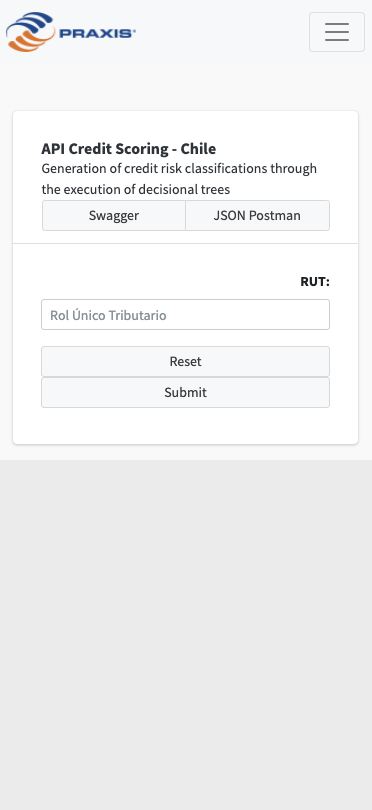 PRAXIS
API Credit Scoring - Chile
Generation of credit risk classifications through
the execution of decisional trees
Swagger
JSON Postman
RUT:
Rol Único Tributario
Reset
Submit